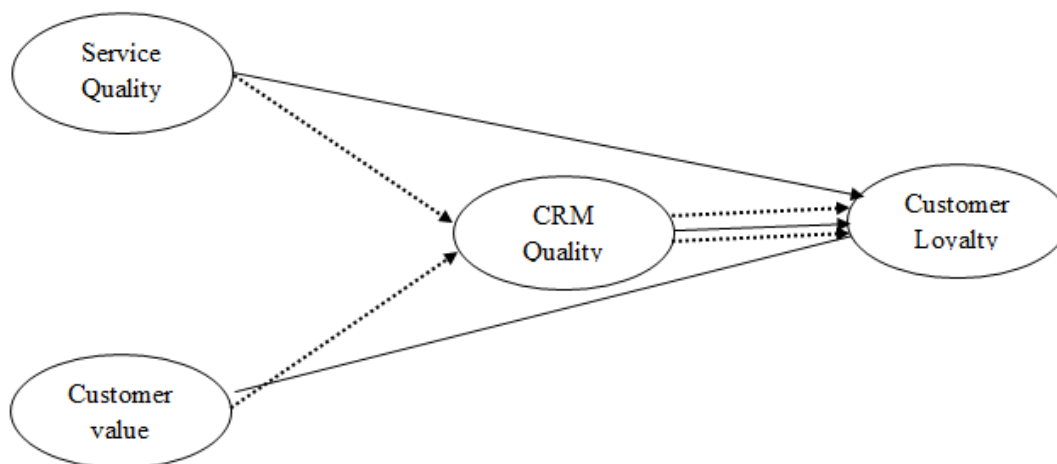 Service
Quality
CRM
Quality
Customer
Loyalty
Customer
value